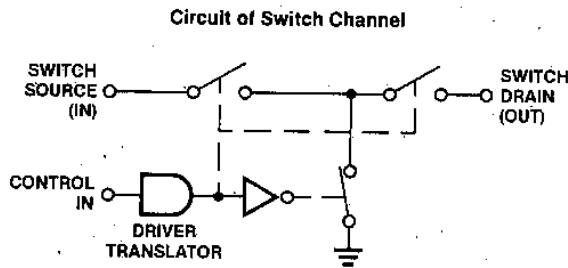 Circuit of Switch Channel
SWITCH
SOURCE
(IN)
SWITCH
DRAIN
(OUT)
CONTROL
IN
DRIVER
TRANSLATOR